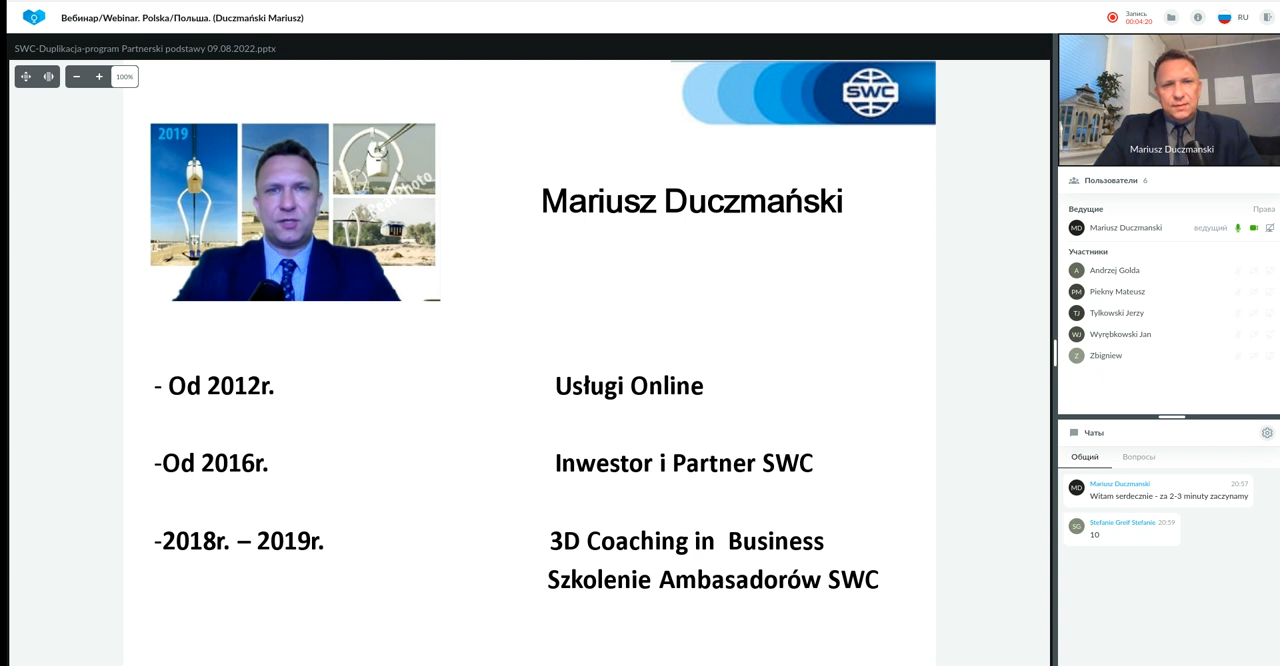 Вебинар/Webinar. Polska/Польша. (Duczmański Mariusz)
Запись
00:04:20
RU
SWC-Duplikacja-program Partnerski podstawy 09.08.2022.pptx
100%
SWC
2019
Real photo
Mariusz Duczmański
- Od 2012r. Usługi Online
-Od 2016r. Inwestor i Partner SWC
-2018r. – 2019r. 3D Coaching in Business
Szkolenie Ambasadorów SWC
Mariusz Duczmanski
Пользователи 6
Ведущие Права
MD Mariusz Duczmanski ведущий
Участники
A Andrzej Golda
PM Piekny Mateusz
TJ Tylkowski Jerzy
WJ Wyrębkowski Jan
Z Zbigniew
Чаты
Общий Вопросы
MD Mariusz Duczmanski 20:57
Witam serdecznie - za 2-3 minuty zaczynamy
SG Stefanie Greif Stefanie 20:59
10